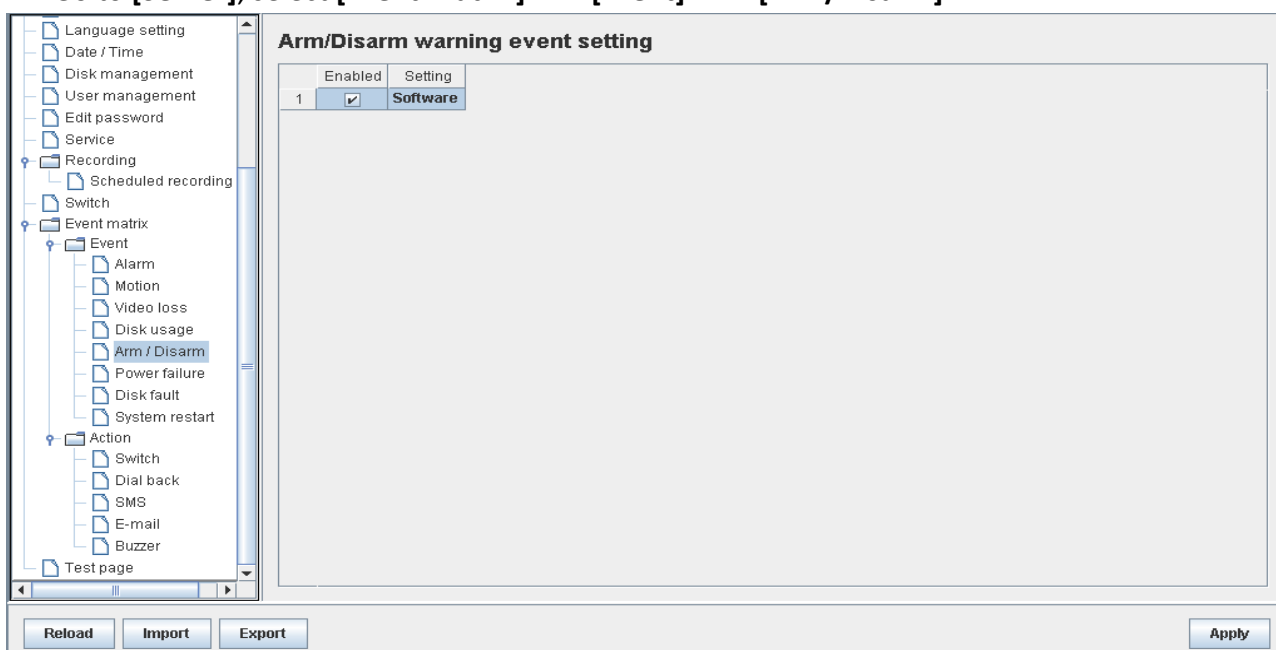 Language setting
Date / Time
Disk management
User management
Edit password
Service
Recording
Scheduled recording
Switch
Event matrix
Event
Alarm
Motion
Video loss
Disk usage
Arm / Disarm
Power failure
Disk fault
System restart
Action
Switch
Dial back
SMS
E-mail
Buzzer
Test page
Arm/Disarm warning event setting
Enabled Setting
1 Software
Reload Import Export Apply